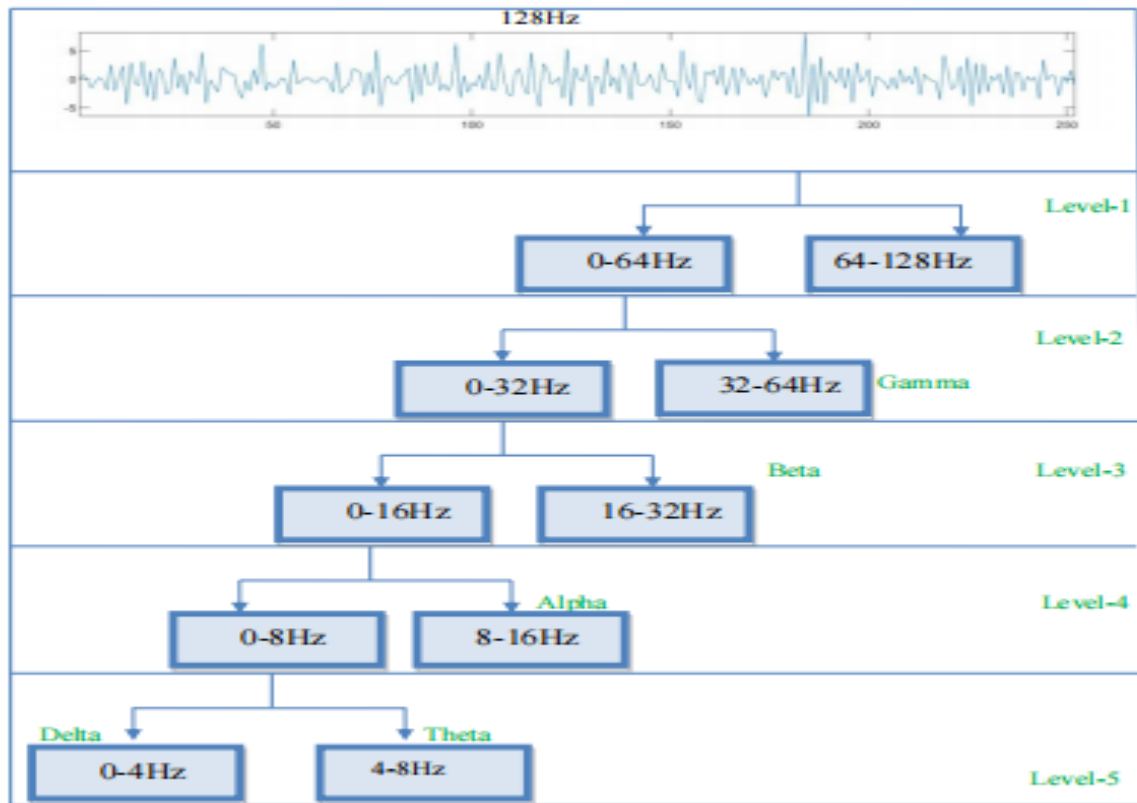 128Hz
5
0
-5
50
100
150
200
250
Level-1
0-64Hz
64-128Hz
Level-2
0-32Hz
32-64Hz
Gamma
Beta
Level-3
0-16Hz
16-32Hz
Alpha
Level-4
0-8Hz
8-16Hz
Delta
Theta
0-4Hz
4-8Hz
Level-5